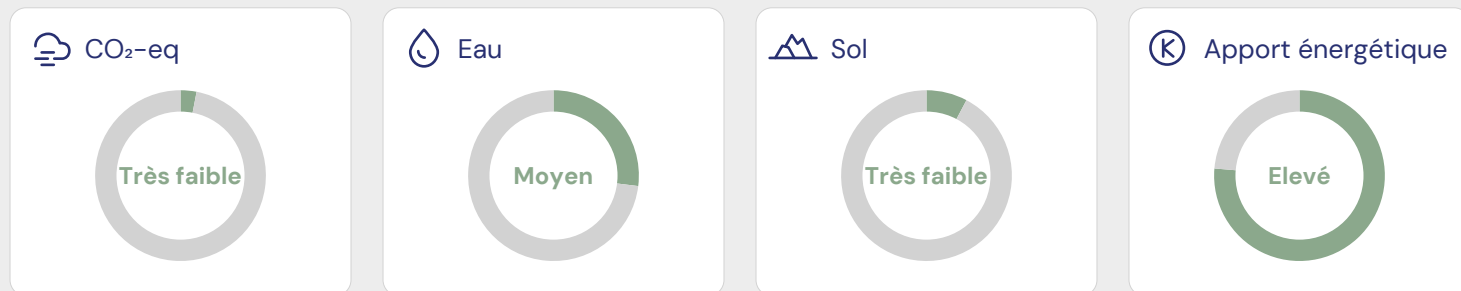 CO₂-eq
Très faible
Eau
Moyen
Sol
Très faible
Apport énergétique
Elevé